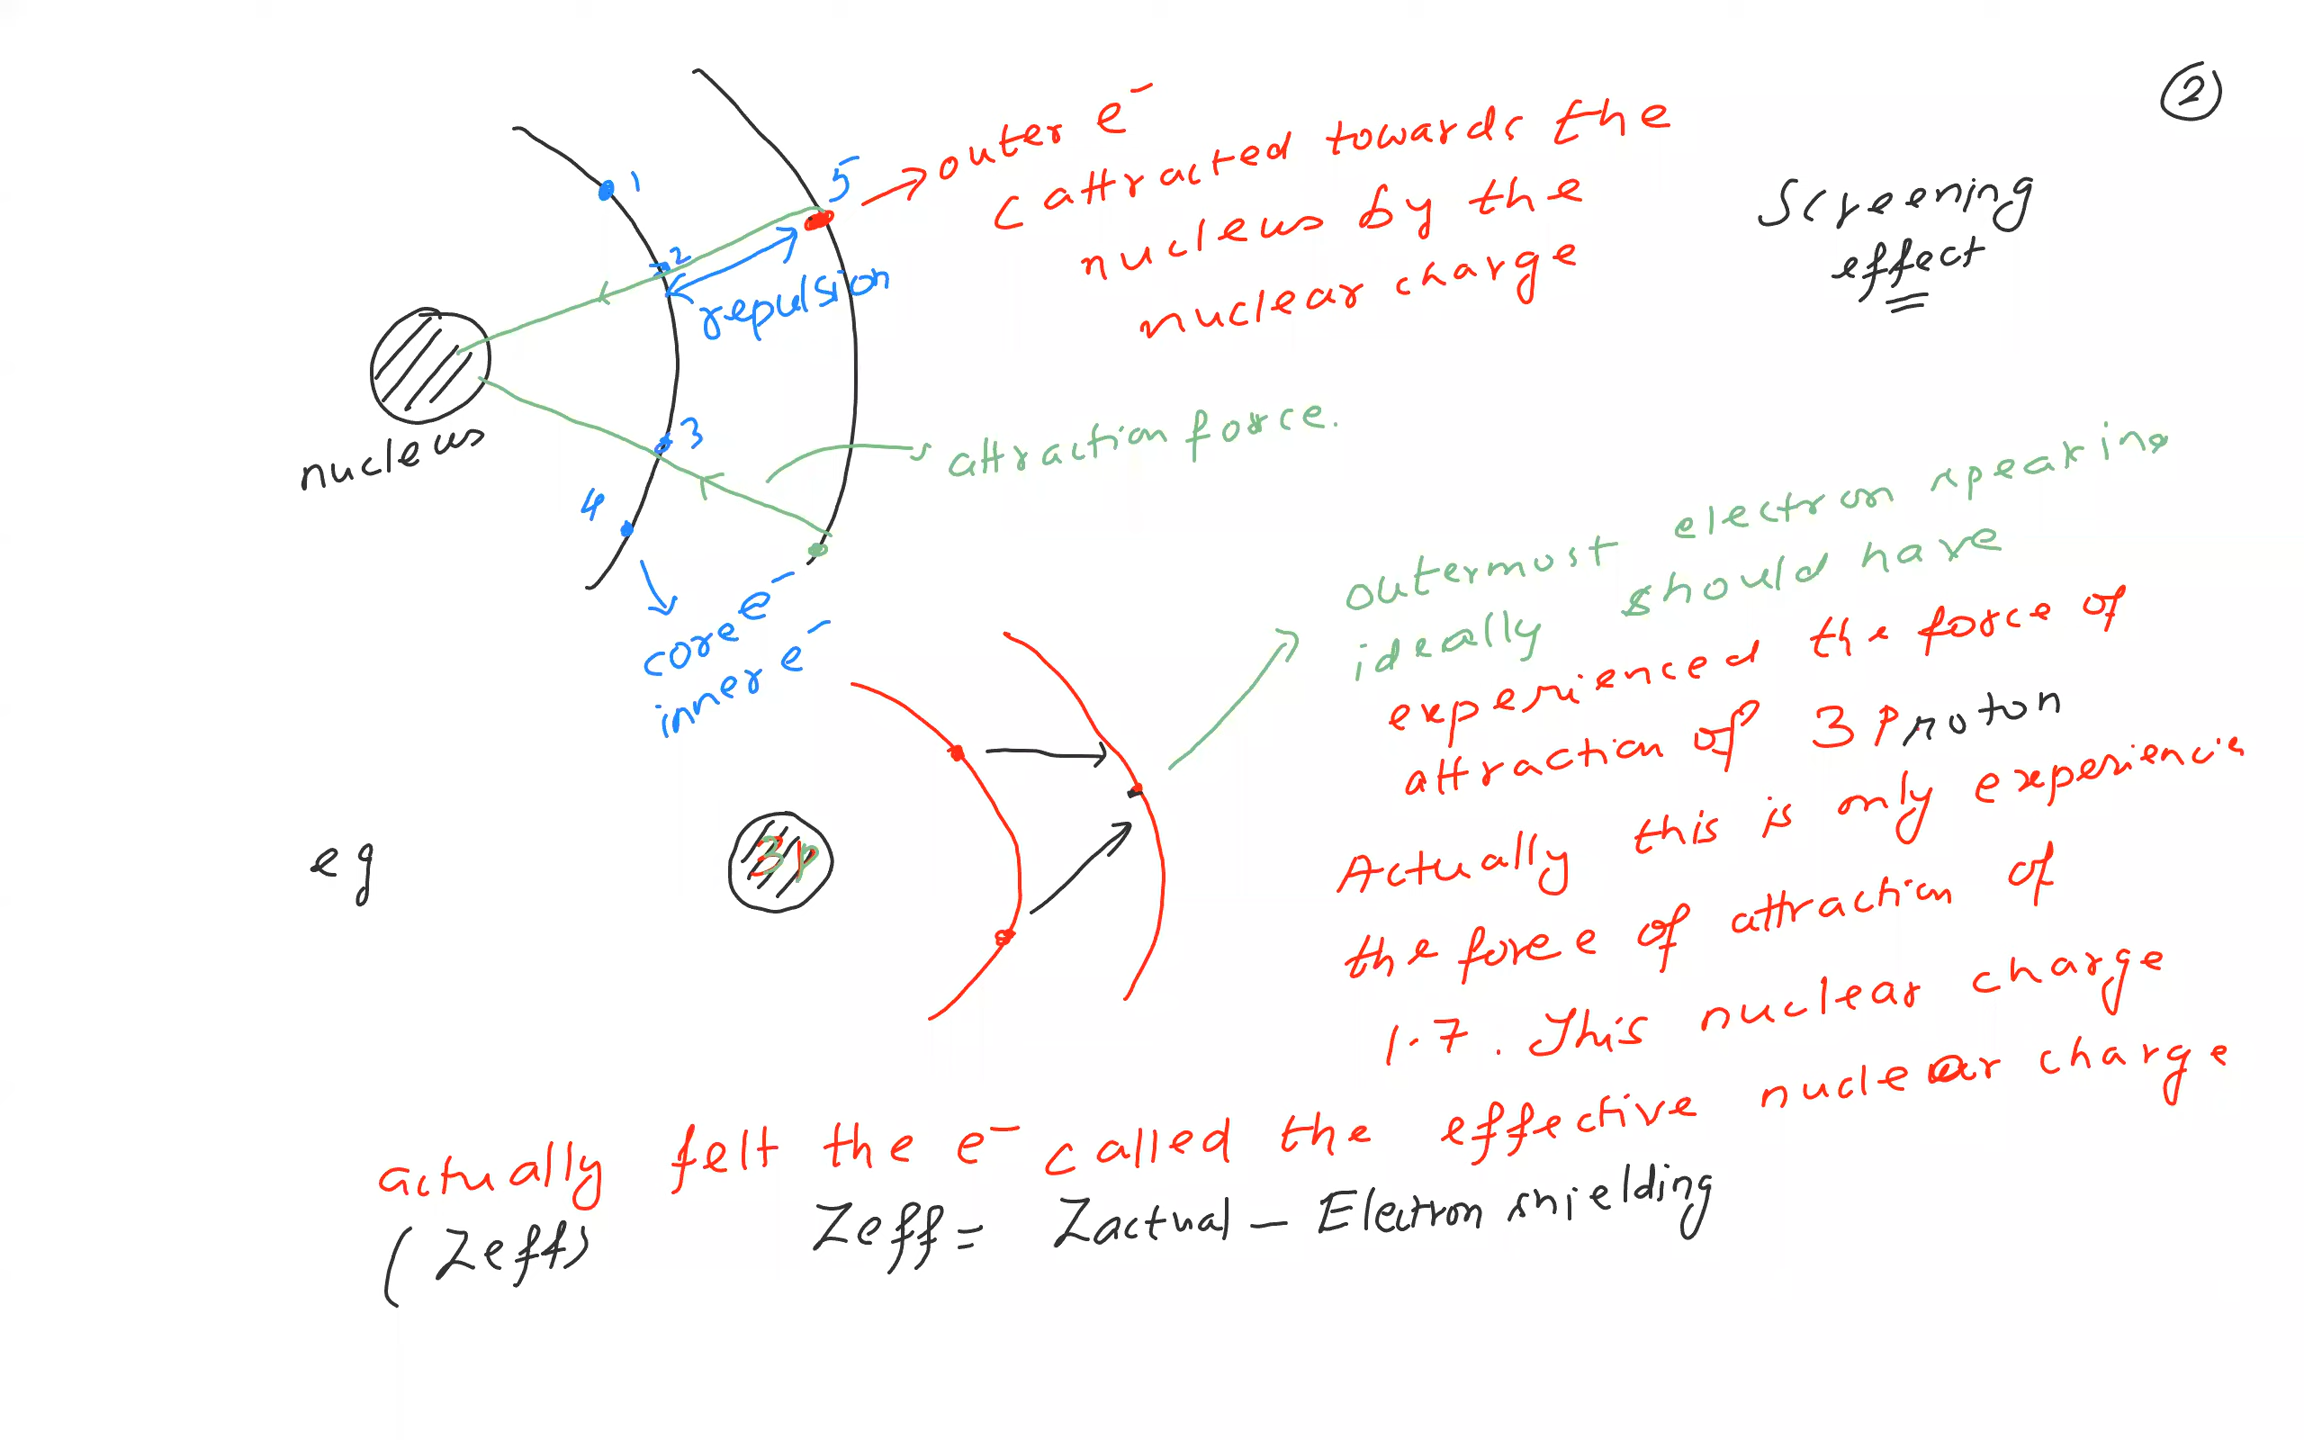 2
Screening
effect
outer e-
(attracted towards the
nucleus by the
nuclear charge
1
2
5
repulsion
nucleus
3
4
attraction force.
core e-
inner e-
outermost electron speaking
ideally should have
experienced the force of
attraction of 3 Proton
eg
3p
Actually this is only experiencin
the force of attraction of
1.7. This nuclear charge
actually felt the e- called the effective nuclear charge
(Zeff) Zeff = Zactual - Electron shielding